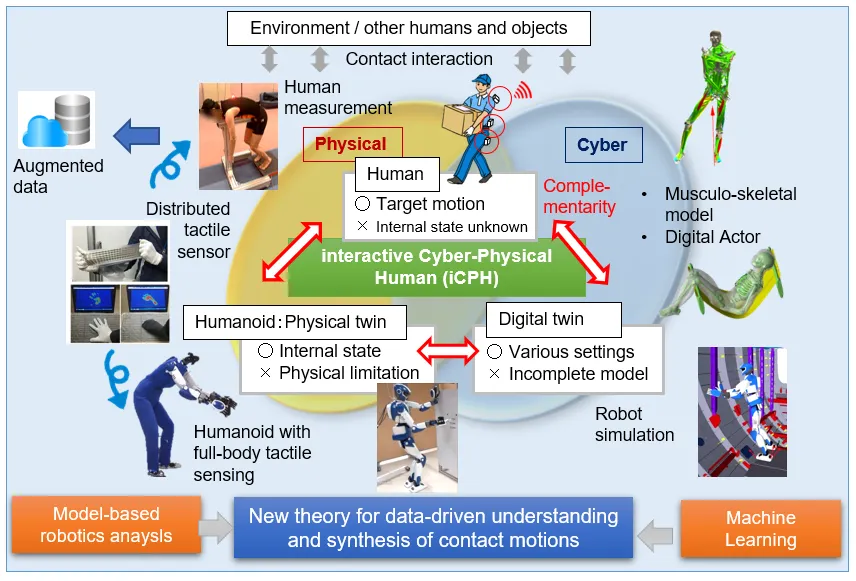 Environment / other humans and objects
Contact interaction
Human
measurement
Augmented
data
Physical
Cyber
Human
○ Target motion
× Internal state unknown
Comple-
mentarity
• Musculo-skeletal
model
• Digital Actor
Distributed
tactile
sensor
interactive Cyber-Physical
Human (iCPH)
Humanoid：Physical twin
○ Internal state
× Physical limitation
Digital twin
○ Various settings
× Incomplete model
Humanoid with
full-body tactile
sensing
Robot
simulation
Model-based
robotics anaysls
New theory for data-driven understanding
and synthesis of contact motions
Machine
Learning